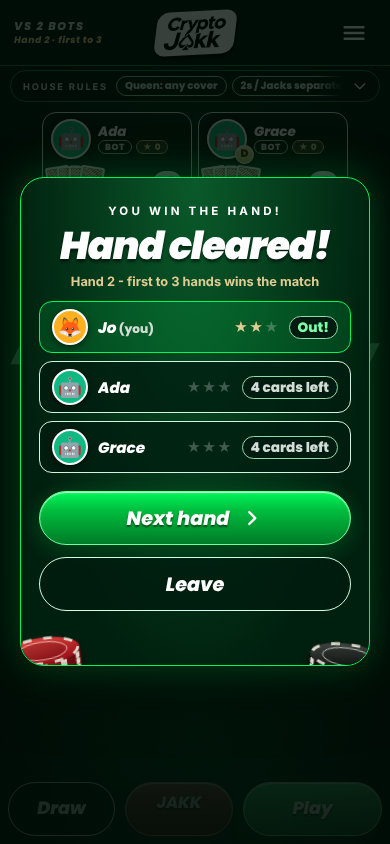 VS 2 BOTS
Hand 2 · first to 3
Crypto
Jakk
HOUSE RULES
Queen: any cover
2s / Jacks separate
Ada
BOT
★ 0
Grace
BOT
★ 0
D
YOU WIN THE HAND!
Hand cleared!
Hand 2 - first to 3 hands wins the match
Jo (you)
★★★
Out!
Ada
★★★
4 cards left
Grace
★★★
4 cards left
Next hand
Leave
Draw
JAKK
Play